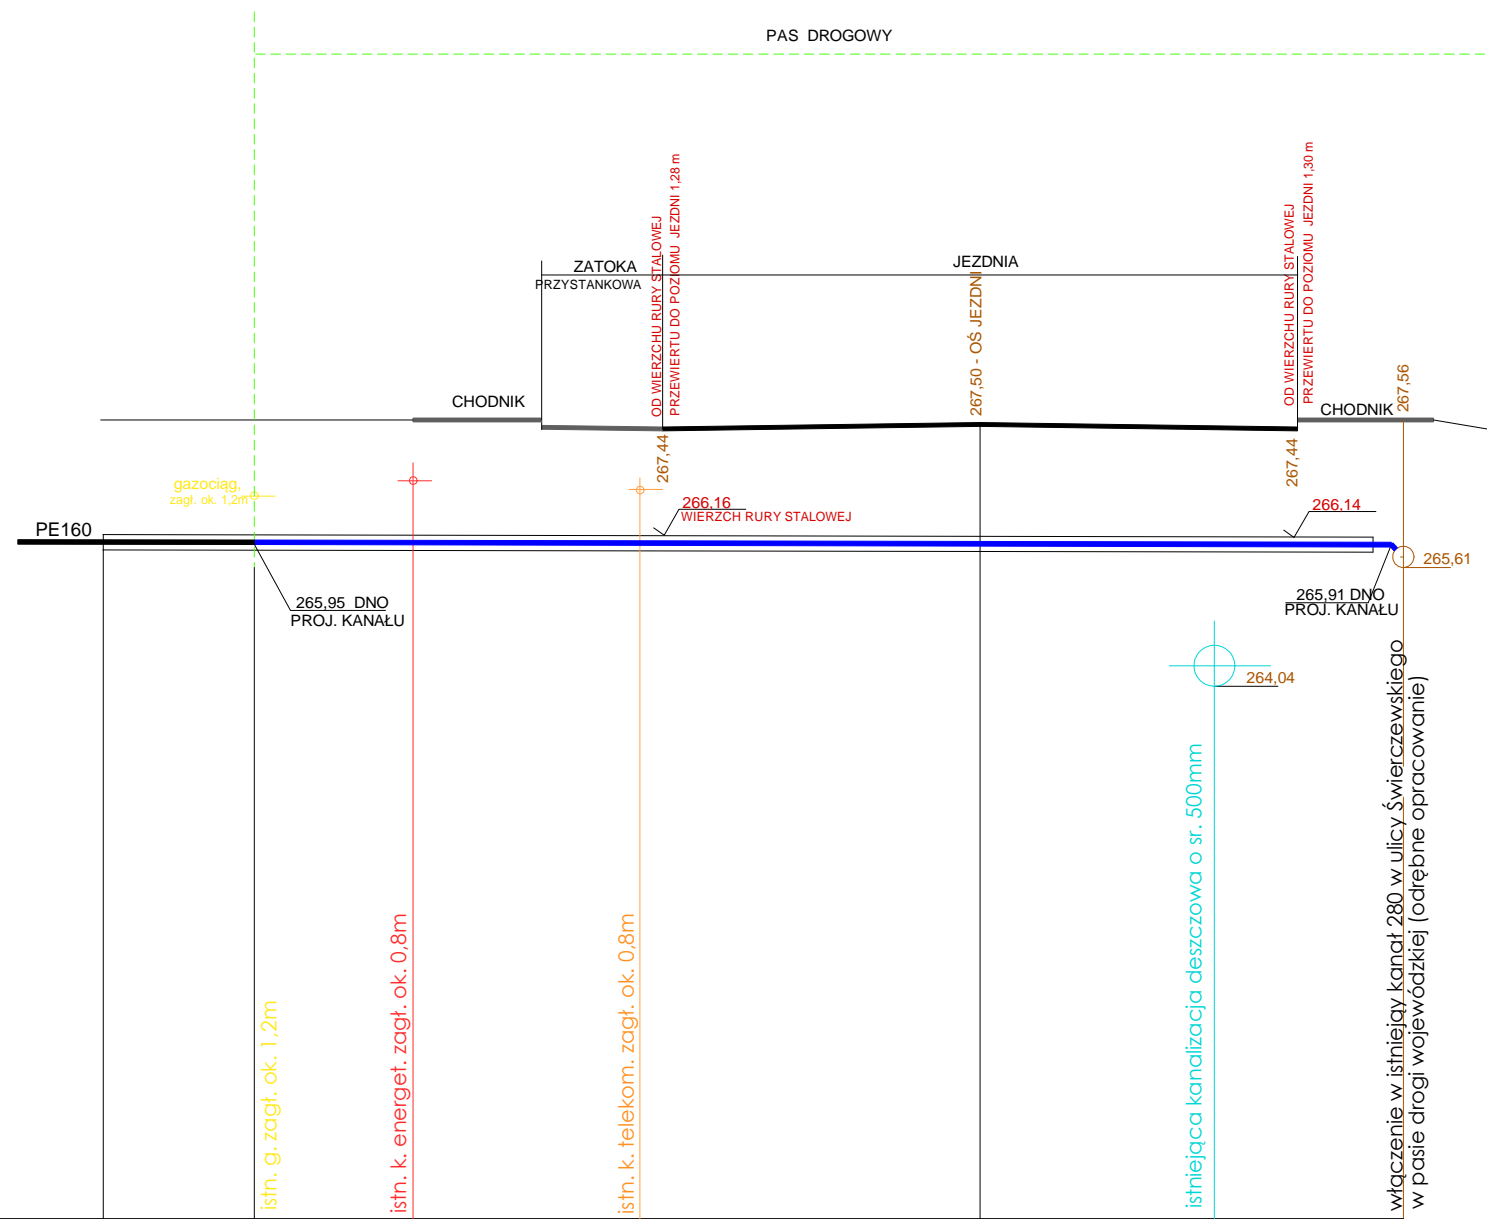 PAS DROGOWY
OD WIERZCHU RURY STALOWEJ
PRZEWIERTU DO POZIOMU JEZDNI 1,28 m
OD WIERZCHU RURY STALOWEJ
PRZEWIERTU DO POZIOMU JEZDNI 1,30 m
ZATOKA
PRZYSTANKOWA
JEZDNIA
267,50 - OŚ JEZDNI
CHODNIK
CHODNIK
267,56
267,44
267,44
gazociąg,
zagł. ok. 1,2m
266,16
WIERZCH RURY STALOWEJ
266,14
PE160
265,61
265,95 DNO
PROJ. KANAŁU
265,91 DNO
PROJ. KANAŁU
264,04
istn. g. zagł. ok. 1,2m
istn. k. energet. zagł. ok. 0,8m
istn. k. telekom. zagł. ok. 0,8m
istniejąca kanalizacja deszczowa o sr. 500mm
włączenie w istniejąy kanał 280 w ulicy Świerczewskiego
w pasie drogi wojewódzkiej (odrębne opracowanie)